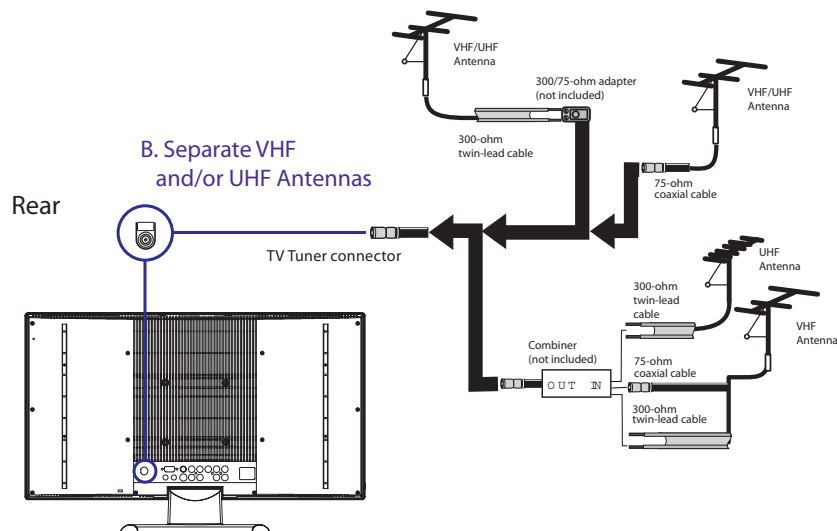 VHF/UHF
Antenna
300/75-ohm adapter
(not included)
VHF/UHF
Antenna
300-ohm
twin-lead cable
B. Separate VHF
and/or UHF Antennas
75-ohm
coaxial cable
Rear
TV Tuner connector
UHF
Antenna
300-ohm
twin-lead
cable
VHF
Antenna
Combiner
(not included)
75-ohm
coaxial cable
OUT IN
300-ohm
twin-lead cable